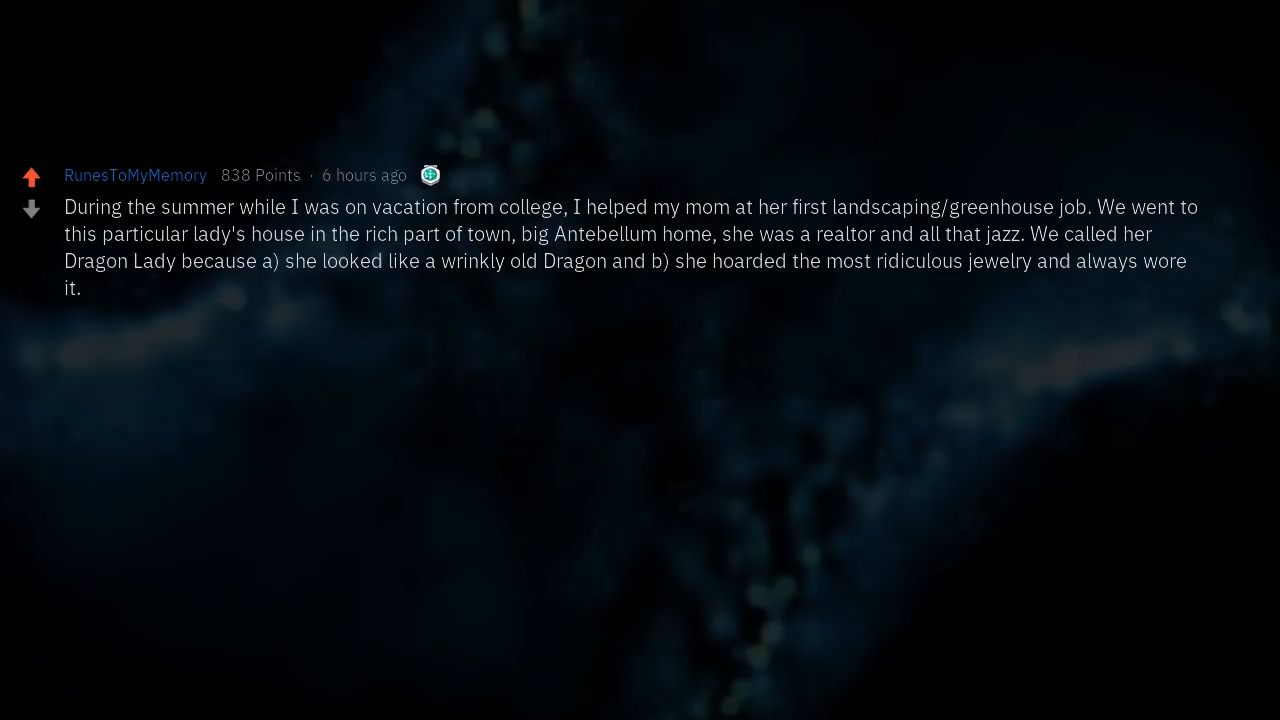 RunesToMyMemory 838 Points · 6 hours ago
During the summer while I was on vacation from college, I helped my mom at her first landscaping/greenhouse job. We went to
this particular lady's house in the rich part of town, big Antebellum home, she was a realtor and all that jazz. We called her
Dragon Lady because a) she looked like a wrinkly old Dragon and b) she hoarded the most ridiculous jewelry and always wore
it.